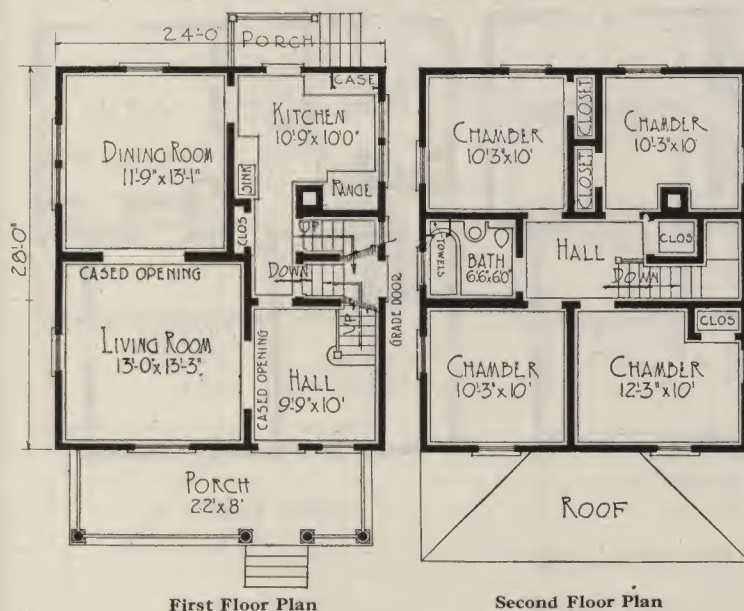 24'-0"
PORCH
CASE
KITCHEN
10'-9" x 10'0"
DINING ROOM
11'-9" x 13'-1"
SINK
RANGE
28'-0"
CLOS
UP
CASED OPENING
DOWN
GRADE DOOR
LIVING ROOM
13'-0" x 13'-3"
CASED OPENING
UP
HALL
9'-9" x 10'
PORCH
22' x 8'
First Floor Plan
CHAMBER
10'3" x 10'
CLOSET
CLOSET
CHAMBER
10'-3" x 10
TOWELS
BATH
6'6" x 6'0"
HALL
CLOS
DOWN
CLOS
CHAMBER
10'-3" x 10'
CHAMBER
12'-3" x 10'
ROOF
Second Floor Plan